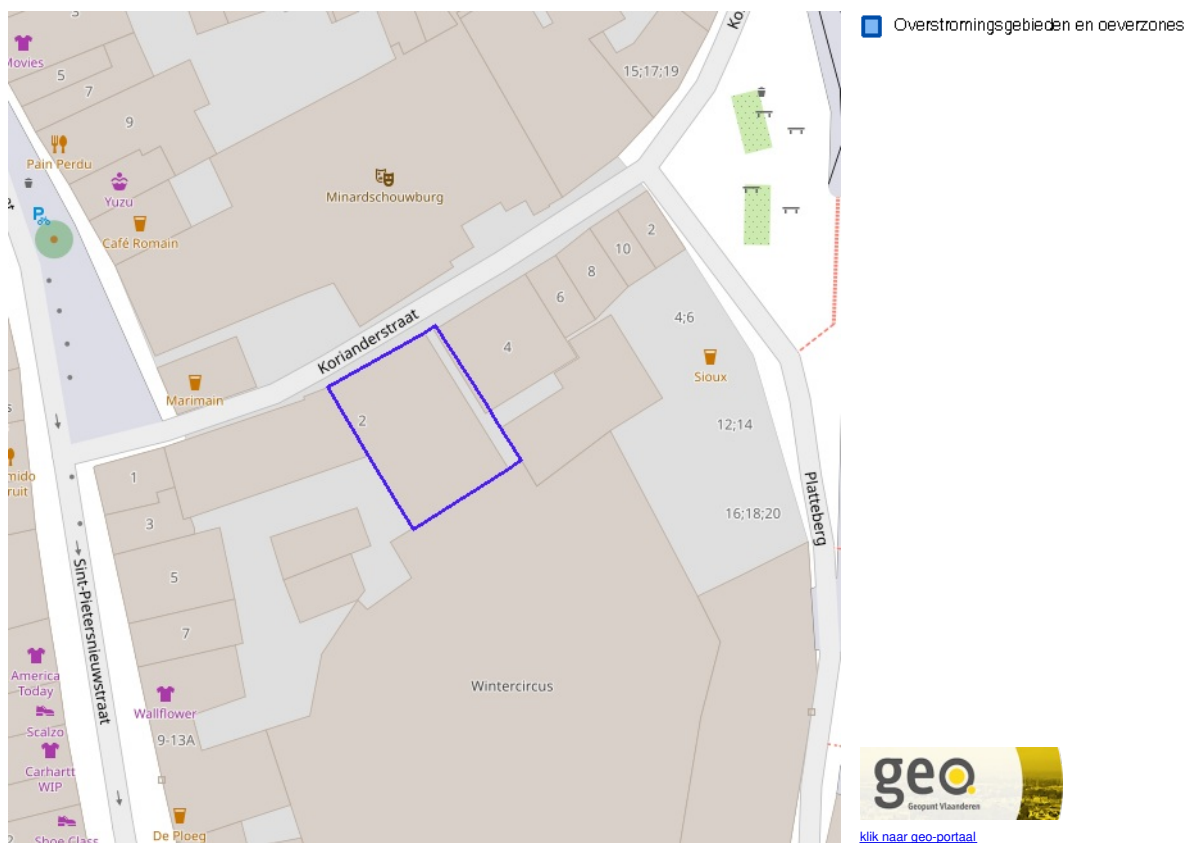 3
Movies
5
7
9
Pain Perdu
Yuzu
Café Romain
P
Minardschouwburg
15;17;19
2
10
8
6
4
4;6
Sioux
12;14
16;18;20
Platteberg
Korianderstraat
Marimain
2
1
3
5
7
Sint-Pietersnieuwstraat
America
Today
Scalzo
Carhartt
WIP
Wallflower
9-13A
De Ploeg
Wintercircus
Overstromingsgebieden en oeverzones
geo
Geopunt Vlaanderen
klik naar geo-portaal